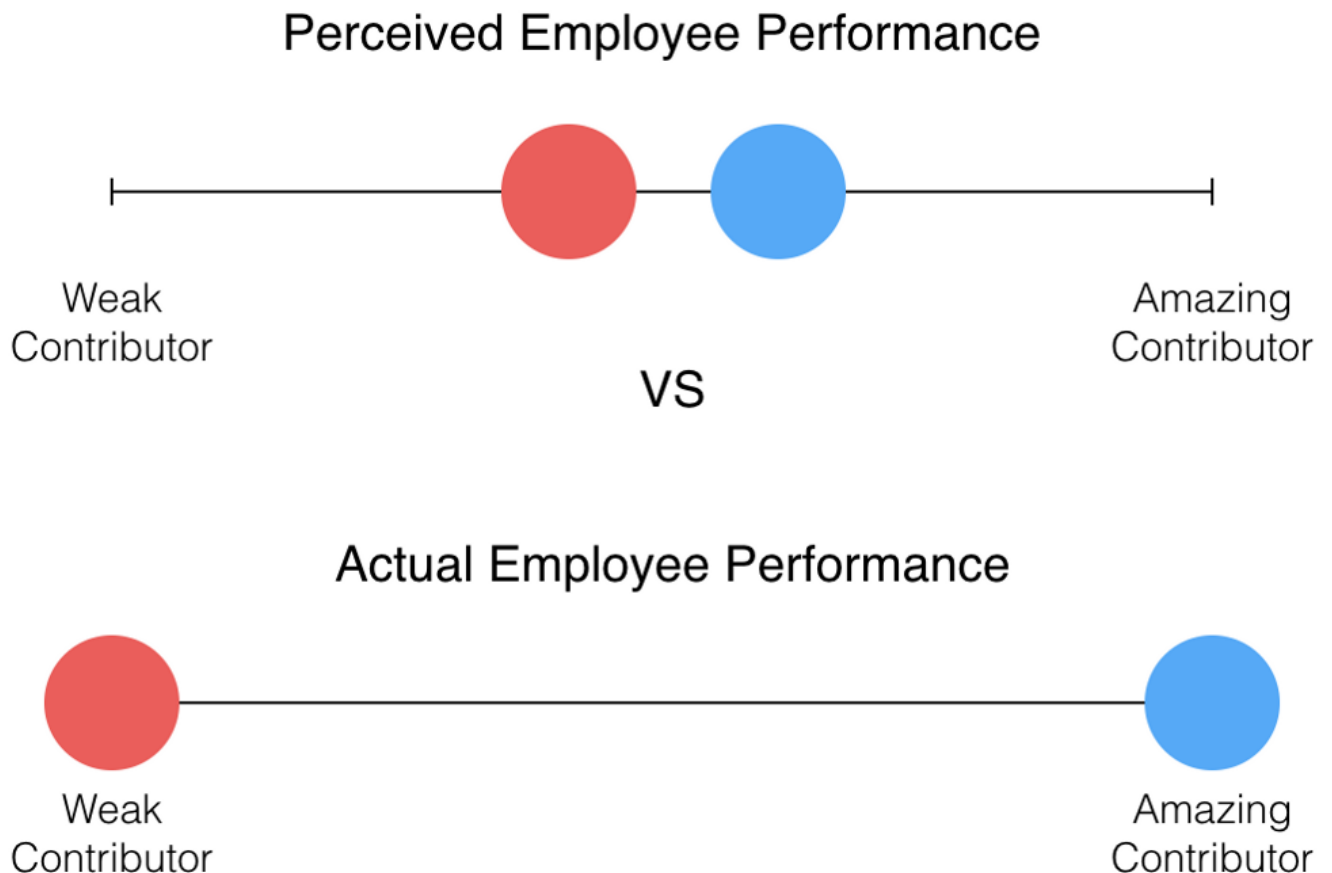 Perceived Employee Performance
Weak
Contributor
Amazing
Contributor
VS
Actual Employee Performance
Weak
Contributor
Amazing
Contributor